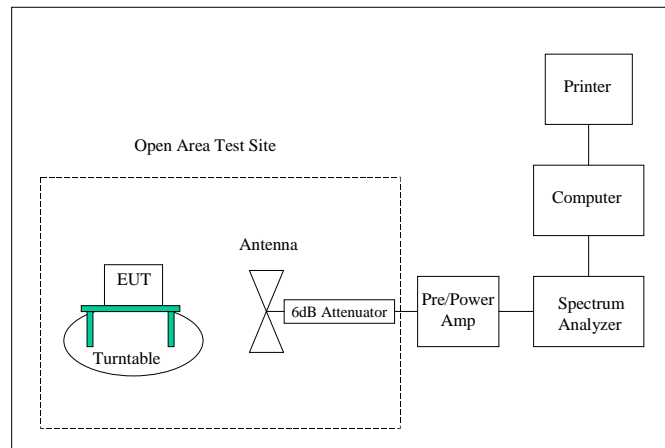 Printer
Open Area Test Site
Computer
Antenna
EUT
6dB Attenuator
Pre/Power
Amp
Spectrum
Analyzer
Turntable